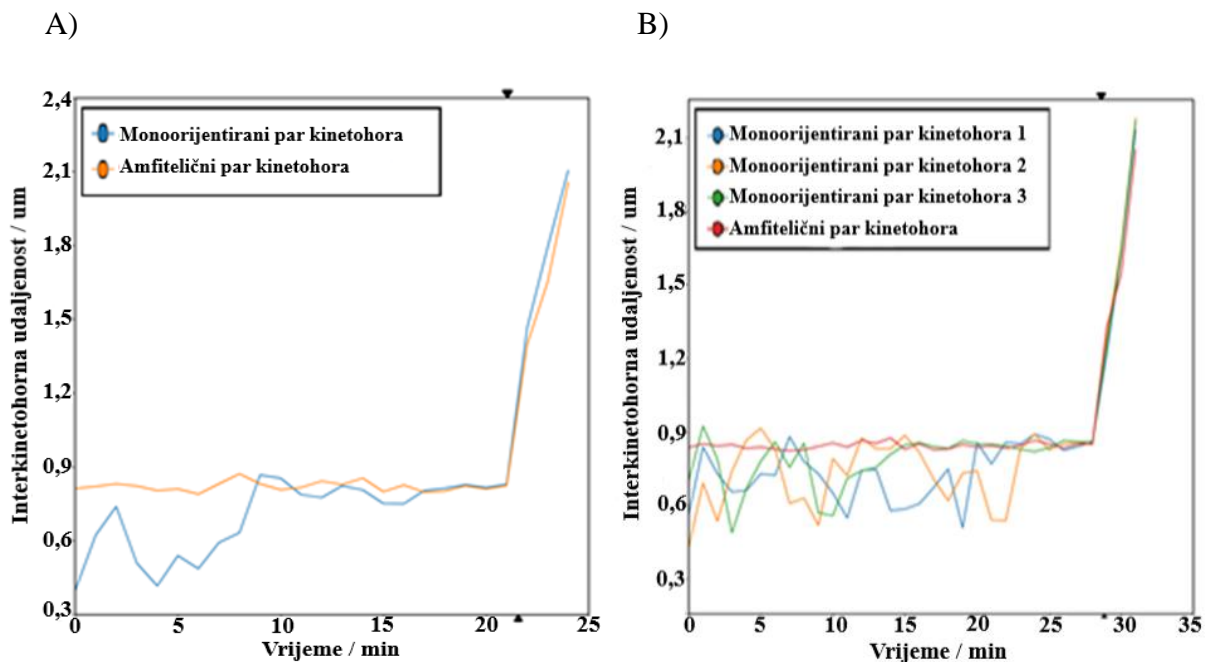 A)
Interkinetohorna udaljenost / um
2,4
2,1
1,8
1,5
1,2
0,9
0,6
0,3
Monoorijentirani par kinetohora
Amfitelični par kinetohora
0 5 10 15 20 25
Vrijeme / min
B)
Interkinetohorna udaljenost / um
2,1
1,8
1,5
1,2
0,9
0,6
0,3
Monoorijentirani par kinetohora 1
Monoorijentirani par kinetohora 2
Monoorijentirani par kinetohora 3
Amfitelični par kinetohora
0 5 10 15 20 25 30 35
Vrijeme / min